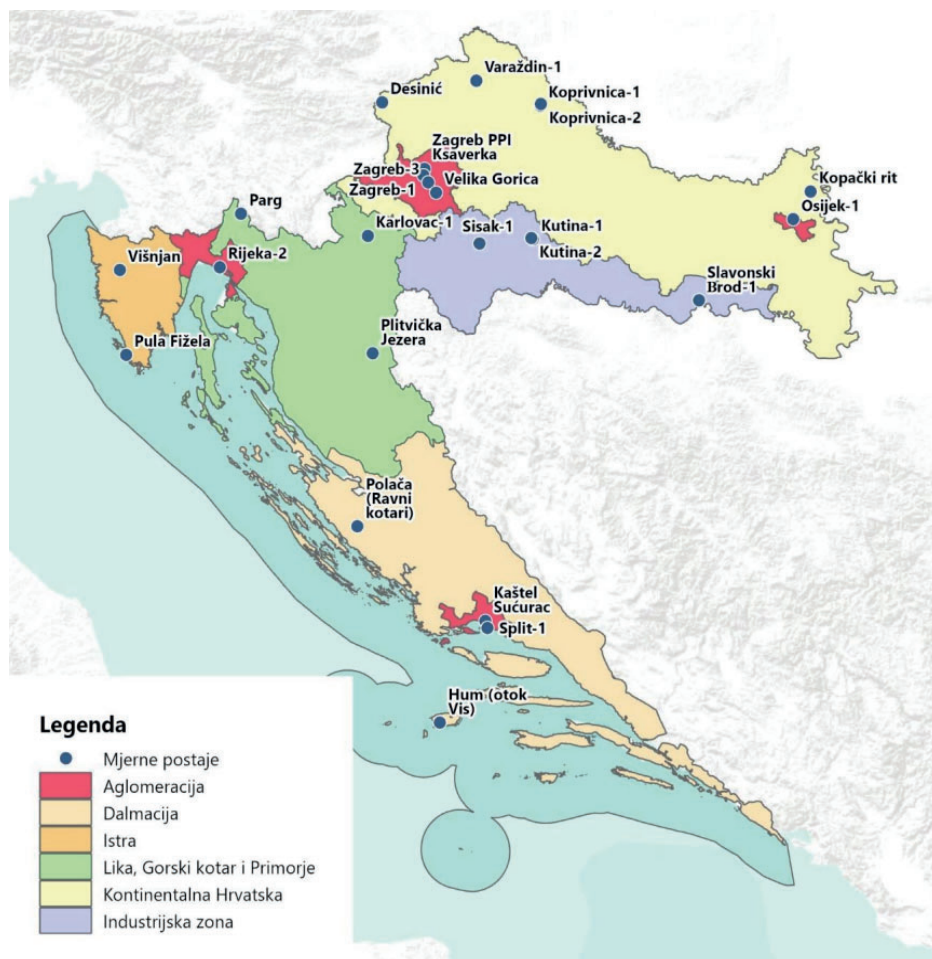 Varaždin-1
Desinić
Koprivnica-1
Koprivnica-2
Zagreb PPI
Ksaverka
Zagreb-3
Zagreb-1
Velika Gorica
Kopački rit
Osijek-1
Parg
Karlovac-1
Sisak-1
Kutina-1
Kutina-2
Višnjan
Rijeka-2
Slavonski
Brod-1
Pula Fižela
Plitvička
Jezera
Polača
(Ravni
kotari)
Kaštel
Sućurac
Split-1
Hum (otok
Vis)
Legenda
Mjerne postaje
Aglomeracija
Dalmacija
Istra
Lika, Gorski kotar i Primorje
Kontinentalna Hrvatska
Industrijska zona